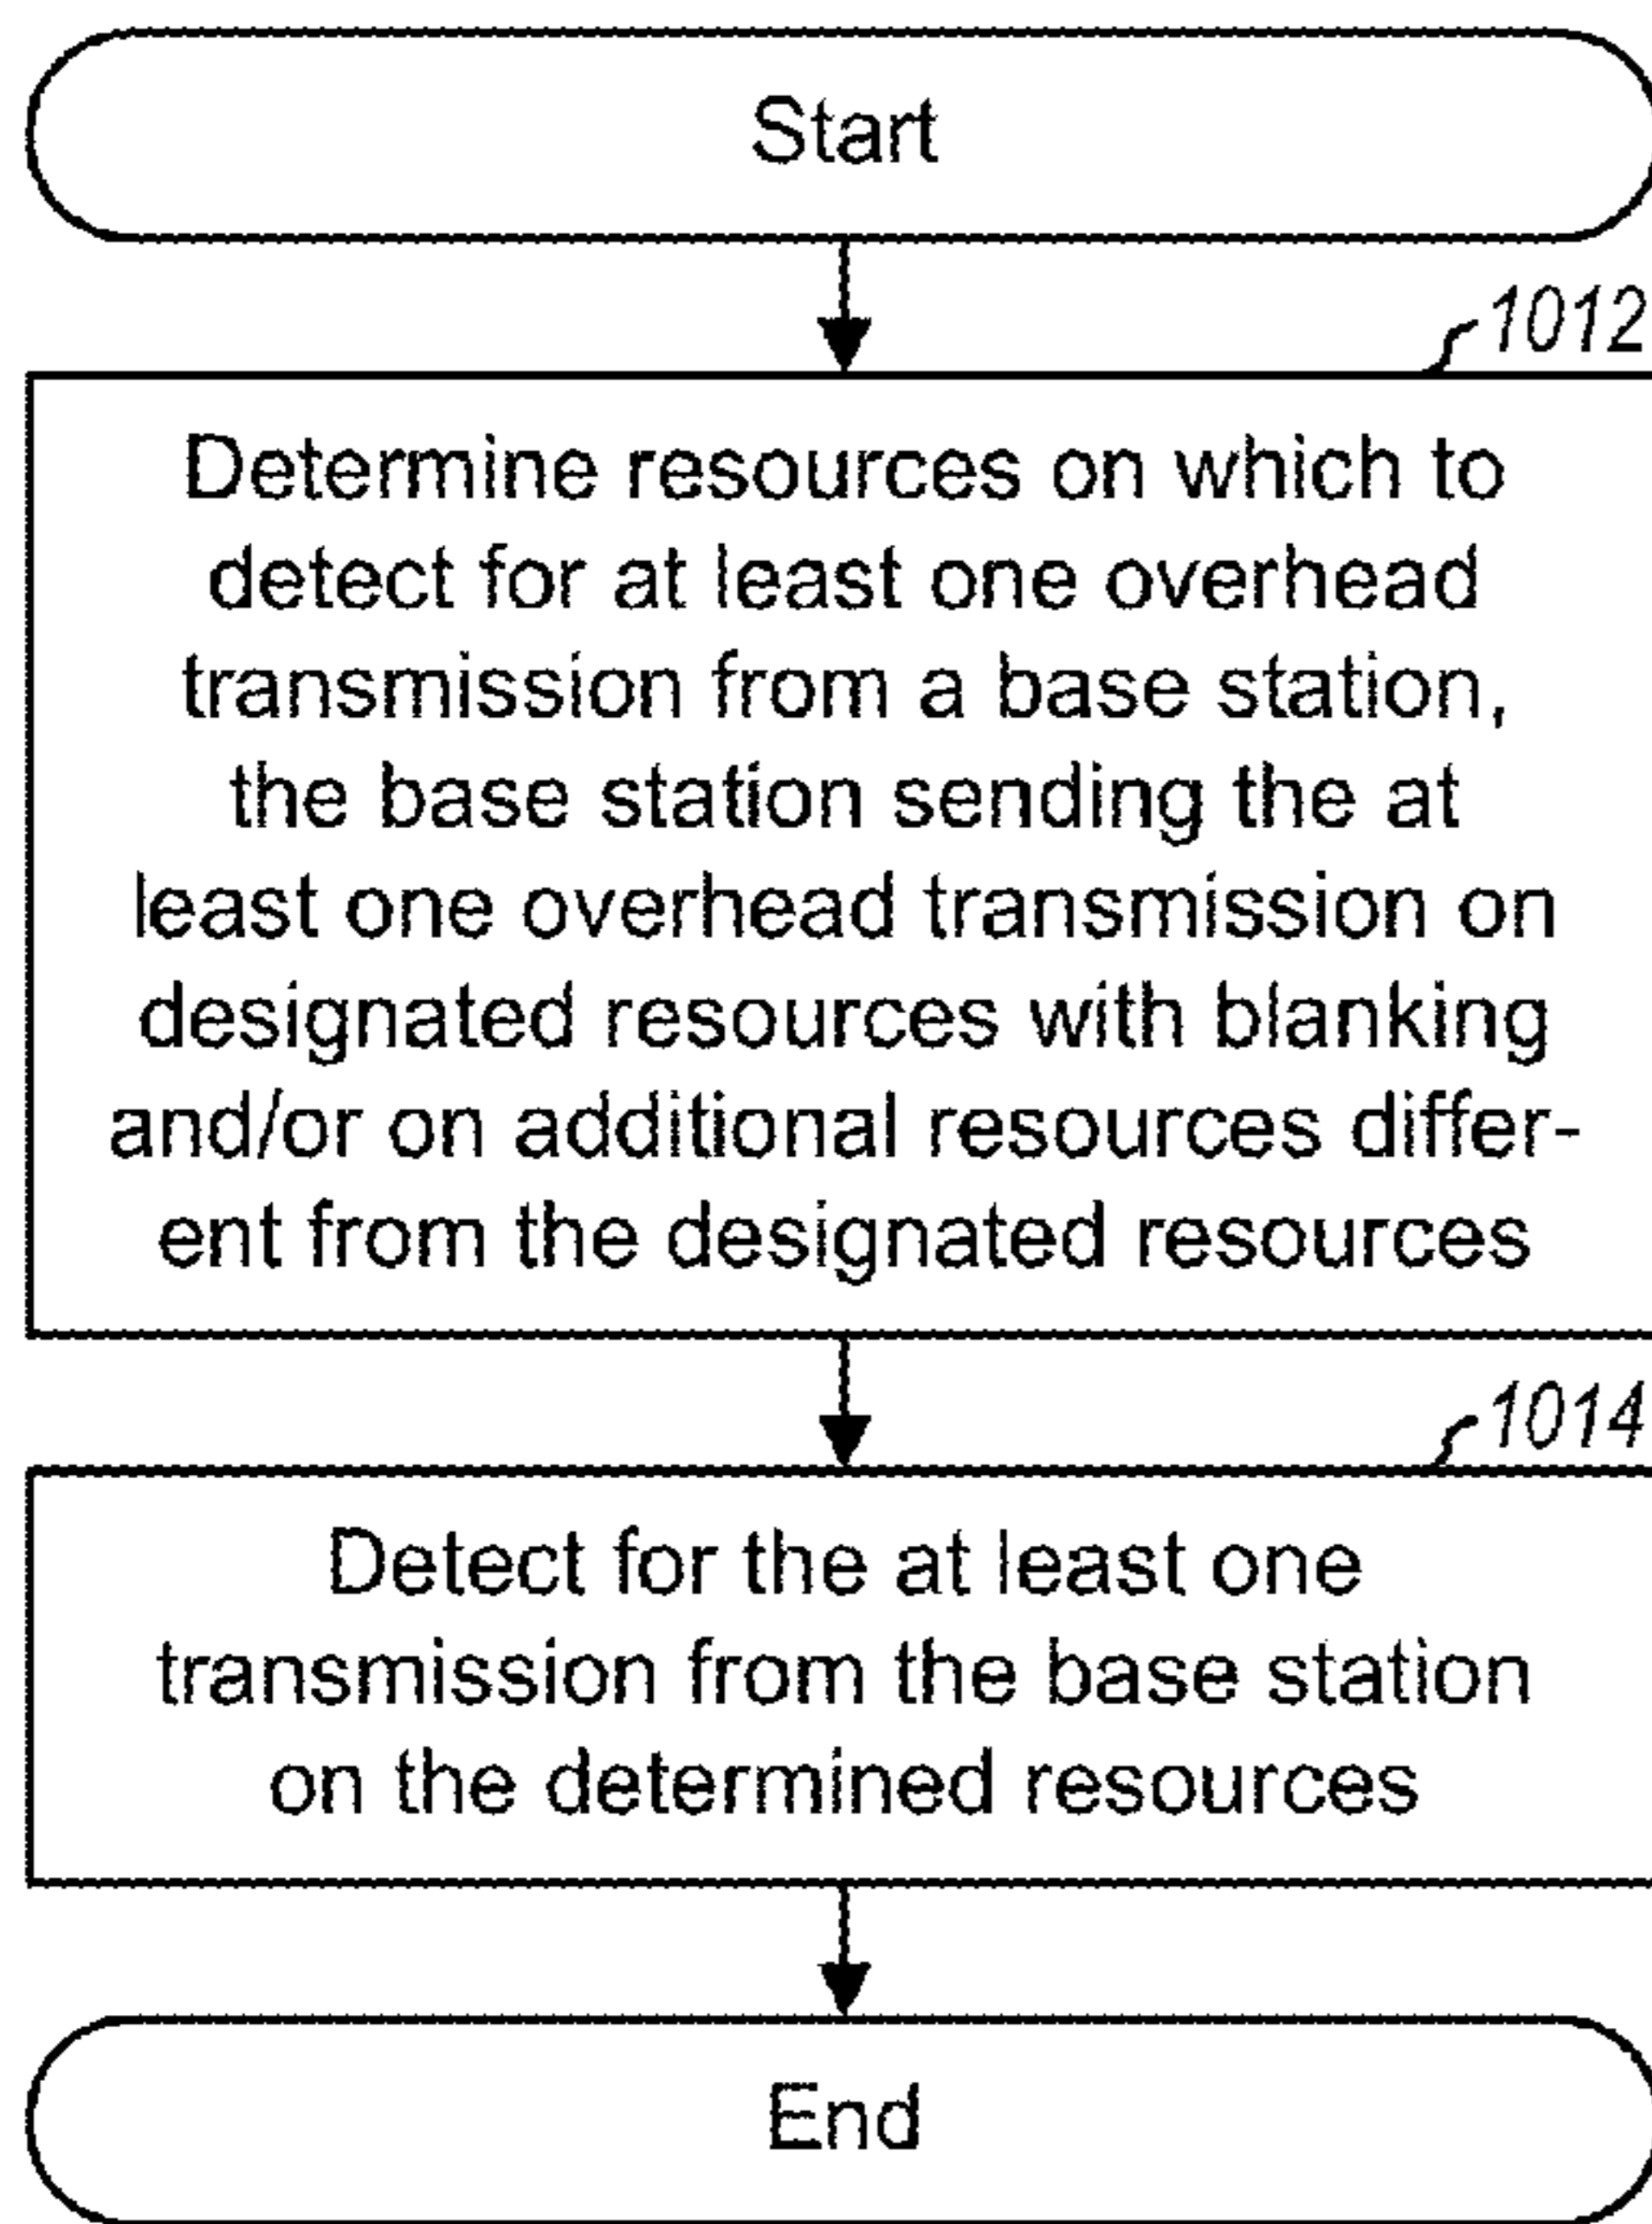 Start
1012
Determine resources on which to
detect for at least one overhead
transmission from a base station,
the base station sending the at
least one overhead transmission on
designated resources with blanking
and/or on additional resources differ-
ent from the designated resources
1014
Detect for the at least one
transmission from the base station
on the determined resources
End